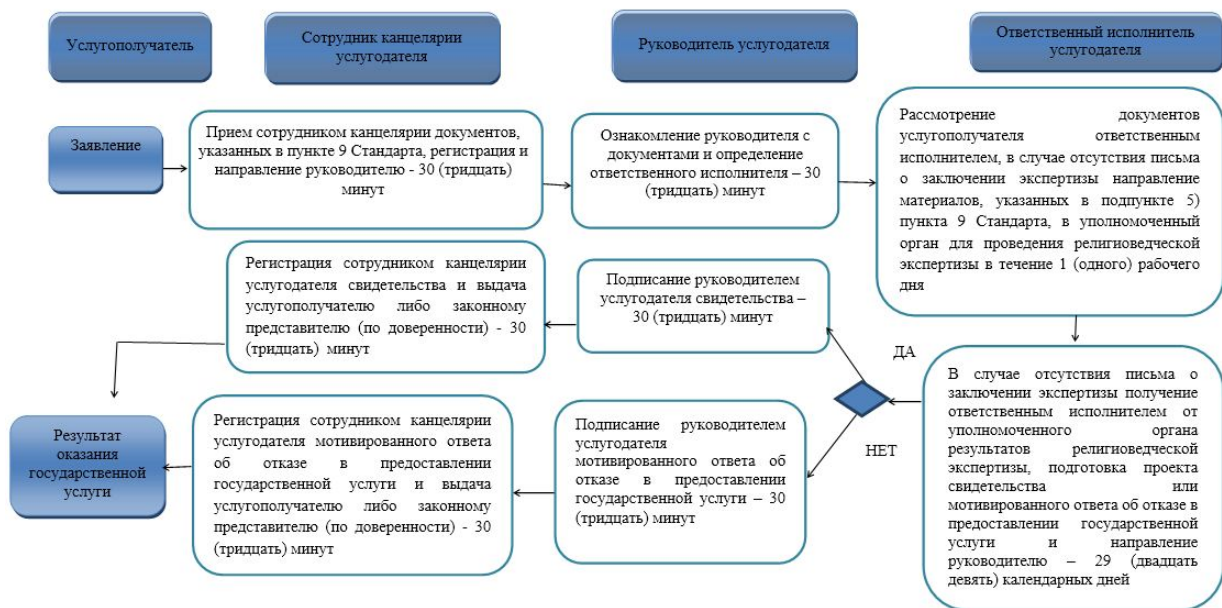 Услугополучатель
Сотрудник канцелярии
услугодателя
Руководитель услугодателя
Ответственный исполнитель
услугодателя
Заявление
Прием сотрудником канцелярии документов,
указанных в пункте 9 Стандарта, регистрация и
направление руководителю - 30 (тридцать)
минут
Ознакомление руководителя с
документами и определение
ответственного исполнителя – 30
(тридцать) минут
Рассмотрение документов
услугополучателя ответственным
исполнителем, в случае отсутствия письма
о заключении экспертизы направление
материалов, указанных в подпункте 5)
пункта 9 Стандарта, в уполномоченный
орган для проведения религиоведческой
экспертизы в течение 1 (одного) рабочего
дня
Регистрация сотрудником канцелярии
услугодателя свидетельства и выдача
услугополучателю либо законному
представителю (по доверенности) - 30
(тридцать) минут
Подписание руководителем
услугодателя свидетельства –
30 (тридцать) минут
ДА
НЕТ
В случае отсутствия письма о
заключении экспертизы получение
ответственным исполнителем от
уполномоченного органа
результатов религиоведческой
экспертизы, подготовка проекта
свидетельства или
мотивированного ответа об отказе в
предоставлении государственной
услуги и направление
руководителю – 29 (двадцать
девять) календарных дней
Подписание руководителем
услугодателя
мотивированного ответа об
отказе в предоставлении
государственной услуги – 30
(тридцать) минут
Регистрация сотрудником канцелярии
услугодателя мотивированного ответа
об отказе в предоставлении
государственной услуги и выдача
услугополучателю либо законному
представителю (по доверенности) - 30
(тридцать) минут
Результат
оказания
государственной
услуги